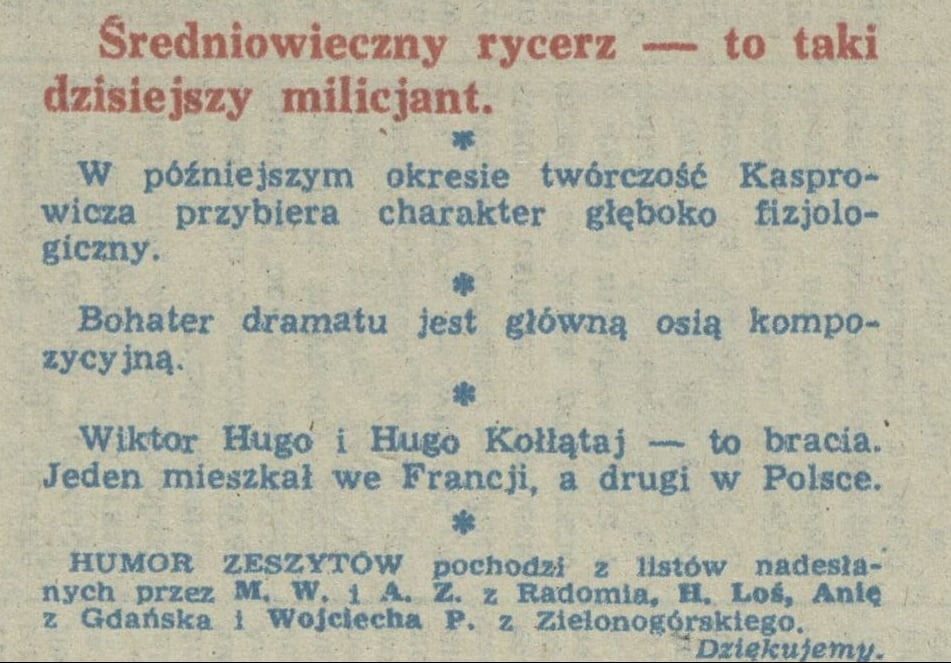 Średniowieczny rycerz — to taki
dzisiejszy milicjant.
*
W późniejszym okresie twórczość Kaspro-
wicza przybiera charakter głęboko fizjolo-
giczny.
*
Bohater dramatu jest główną osią kompo-
zycyjną.
*
Wiktor Hugo i Hugo Kołłątaj — to bracia.
Jeden mieszkał we Francji, a drugi w Polsce.
*
HUMOR ZESZYTÓW pochodzi z listów nadesła-
nych przez M. W. i A. Z. z Radomia, H. Łoś, Anię
z Gdańska i Wojciecha P. z Zielonogórskiego.
Dziękujemy.